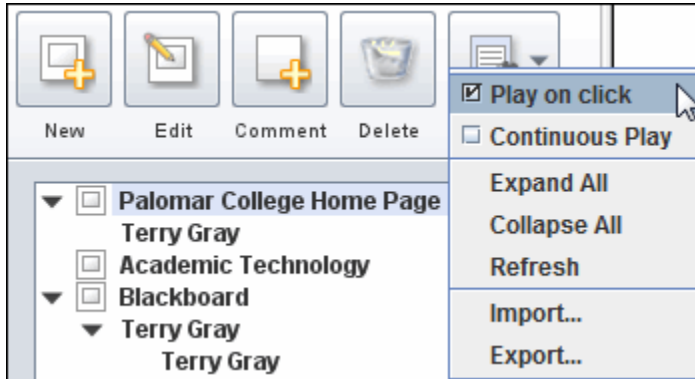 New Edit Comment Delete
Play on click
Continuous Play
Expand All
Collapse All
Refresh
Import...
Export...
Palomar College Home Page
Terry Gray
Academic Technology
Blackboard
Terry Gray
Terry Gray